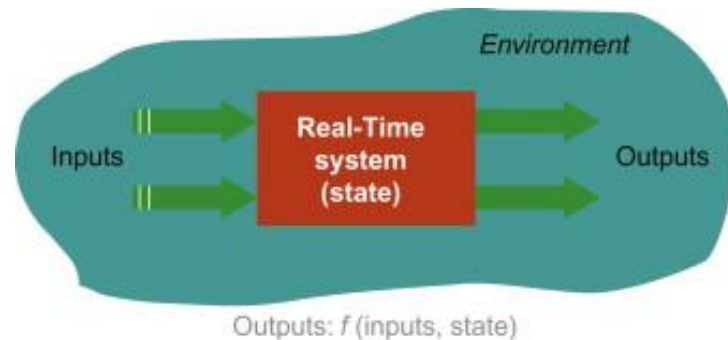 Environment
Inputs
Real-Time
system
(state)
Outputs
Outputs: f (inputs, state)